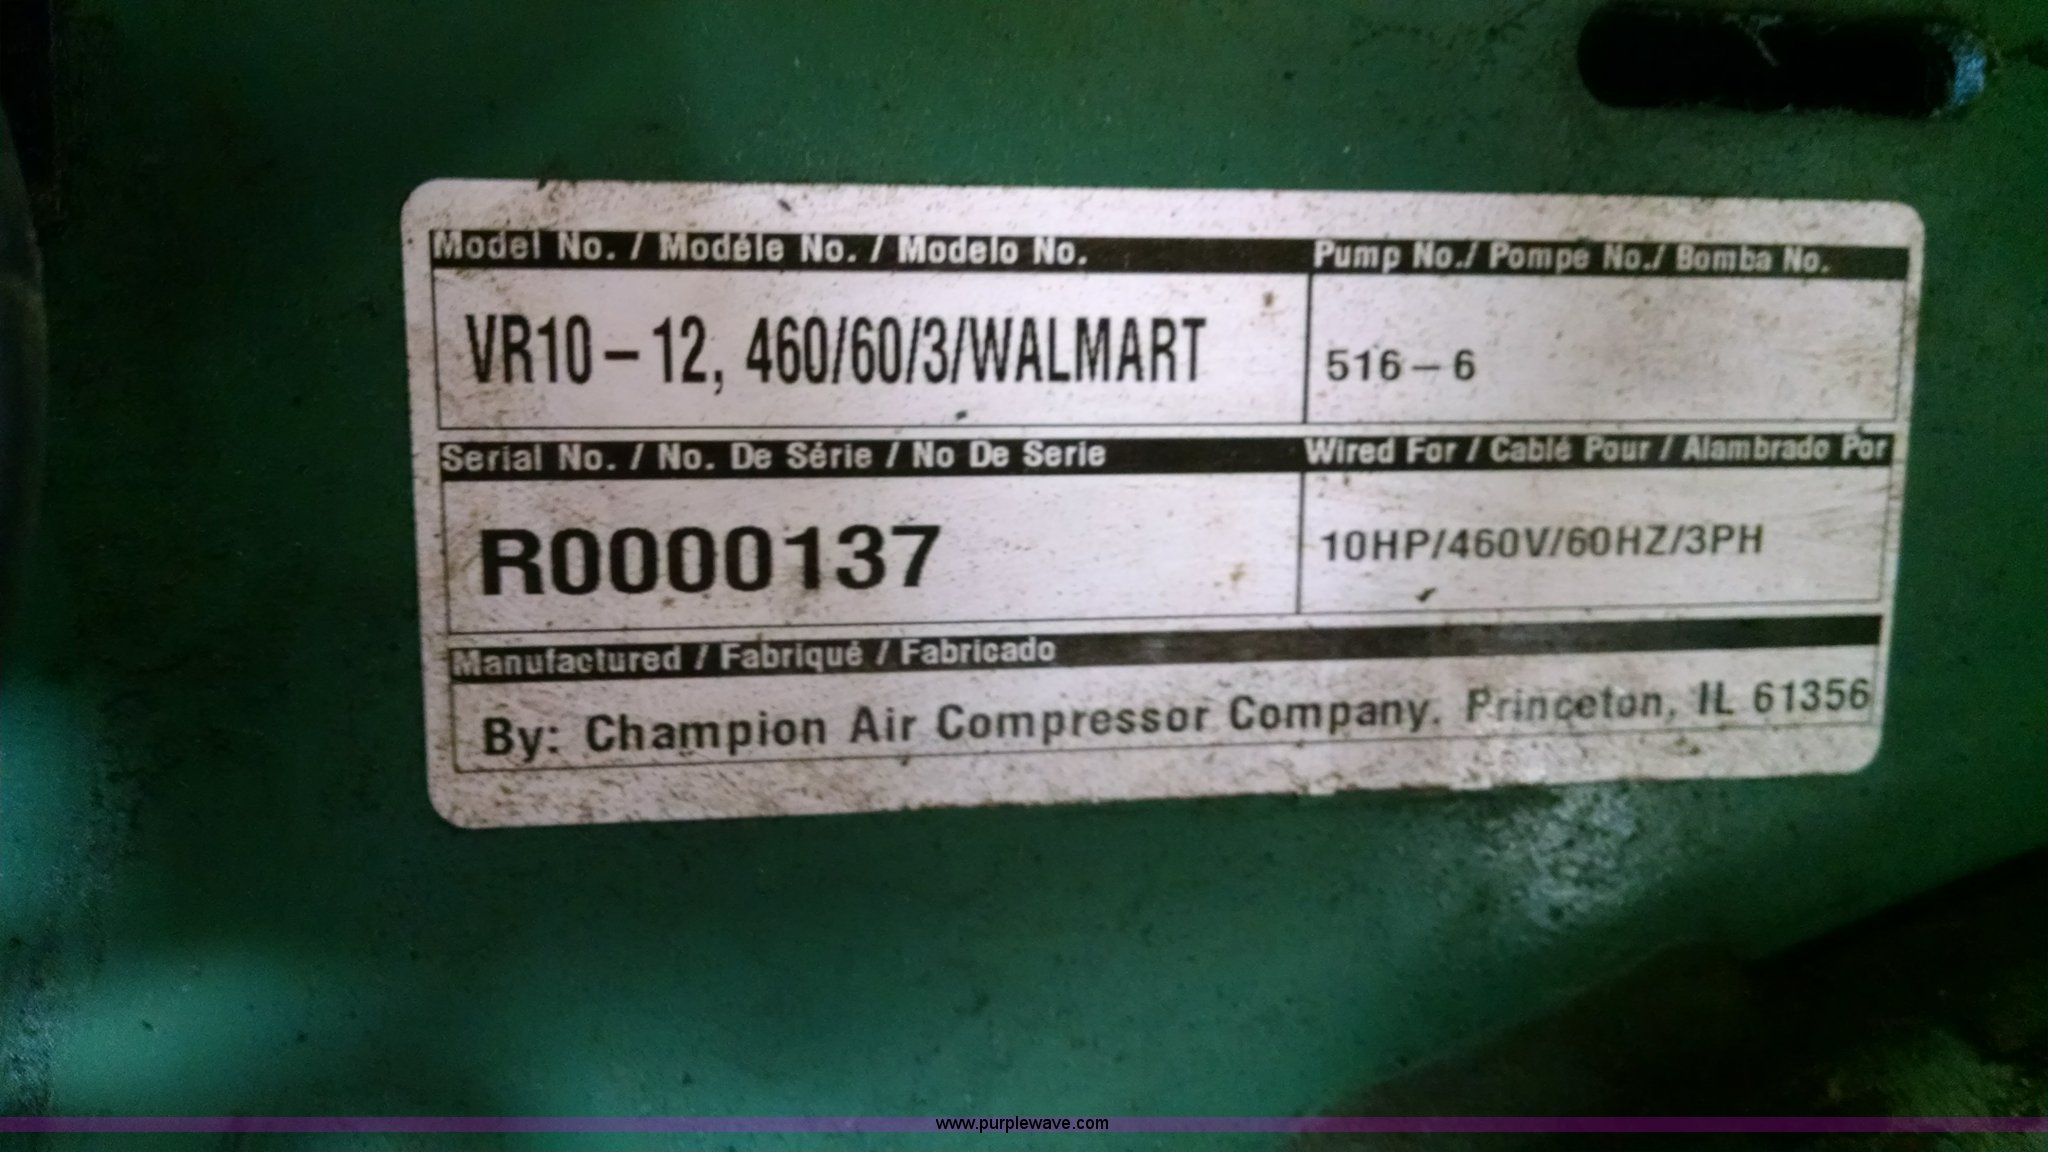 Model No. / Modéle No. / Modelo No.
Pump No./ Pompe No./ Bomba No.
VR10-12, 460/60/3/WALMART
516-6
Serial No. / No. De Série / No De Serie
Wired For / Cablé Pour / Alambrado Por
R0000137
10HP/460V/60HZ/3PH
Manufactured / Fabriqué / Fabricado
By: Champion Air Compressor Company. Princeton, IL 61356
www.purplewave.com